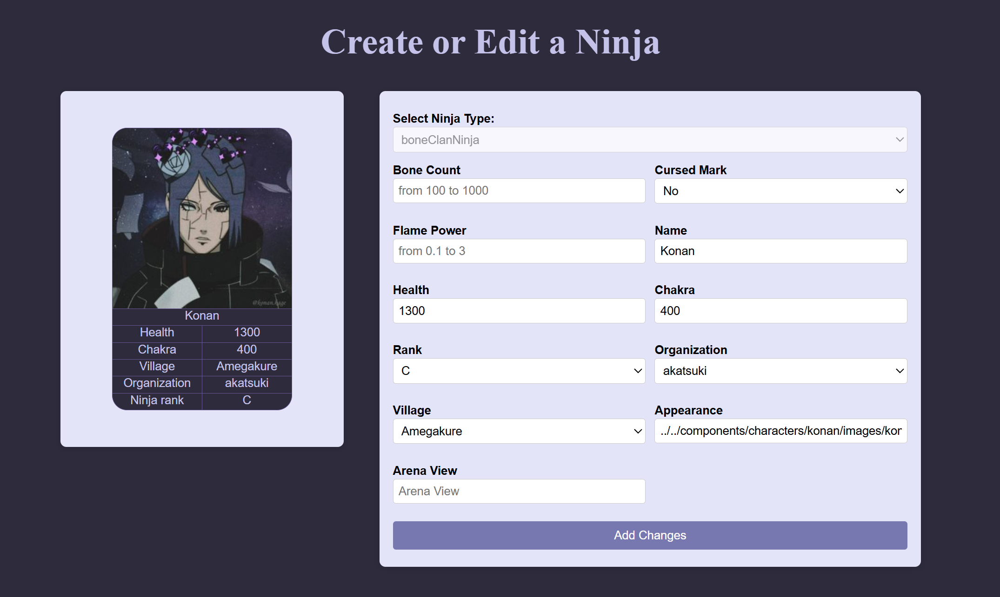 Create or Edit a Ninja
@konan.kage
Konan
Health 1300
Chakra 400
Village Amegakure
Organization akatsuki
Ninja rank C
Select Ninja Type:
boneClanNinja
Bone Count Cursed Mark
from 100 to 1000 No
Flame Power Name
from 0.1 to 3 Konan
Health Chakra
1300 400
Rank Organization
C akatsuki
Village Appearance
Amegakure ../../components/characters/konan/images/kor
Arena View
Arena View
Add Changes